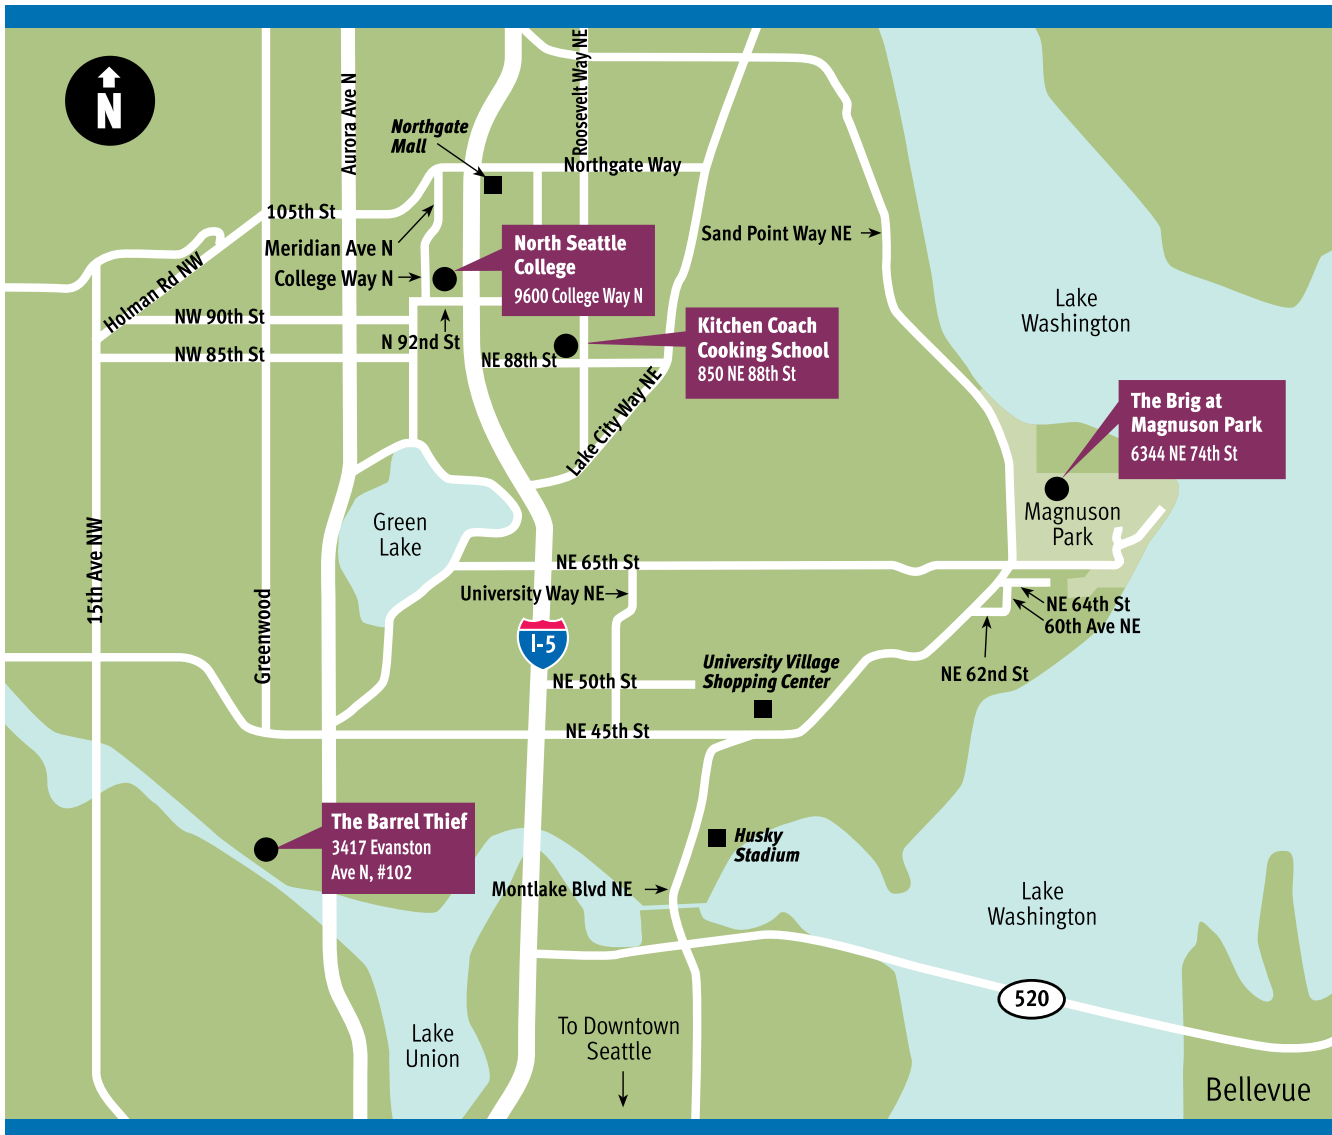 N
Aurora Ave N
Roosevelt Way NE
Northgate
Mall
Northgate Way
105th St
Meridian Ave N
Sand Point Way NE
College Way N
North Seattle
College
9600 College Way N
Holman Rd NW
Lake
Washington
NW 90th St
N 92nd St
Kitchen Coach
Cooking School
850 NE 88th St
NW 85th St
NE 88th St
Lake City Way NE
The Brig at
Magnuson Park
6344 NE 74th St
Magnuson
Park
Green
Lake
15th Ave NW
Greenwood
NE 65th St
University Way NE
NE 64th St
60th Ave NE
I-5
University Village
Shopping Center
NE 62nd St
NE 50th St
NE 45th St
The Barrel Thief
3417 Evanston
Ave N, #102
Husky
Stadium
Montlake Blvd NE
Lake
Washington
520
Lake
Union
To Downtown
Seattle
Bellevue